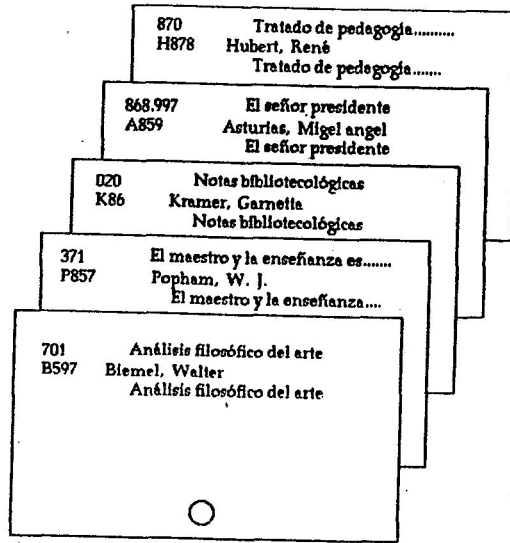 870 Tratado de pedagogía..........
H878 Hubert, René
Tratado de pedagogía.......
868.997 El señor presidente
A859 Asturias, Migel angel
El señor presidente
020 Notas bibliotecológicas
K86 Kramer, Garnetta
Notas bibliotecológicas
371 El maestro y la enseñanza es.......
P857 Popham, W. J.
El maestro y la enseñanza....
701 Análisis filosófico del arte
B597 Biemel, Walter
Análisis filosófico del arte